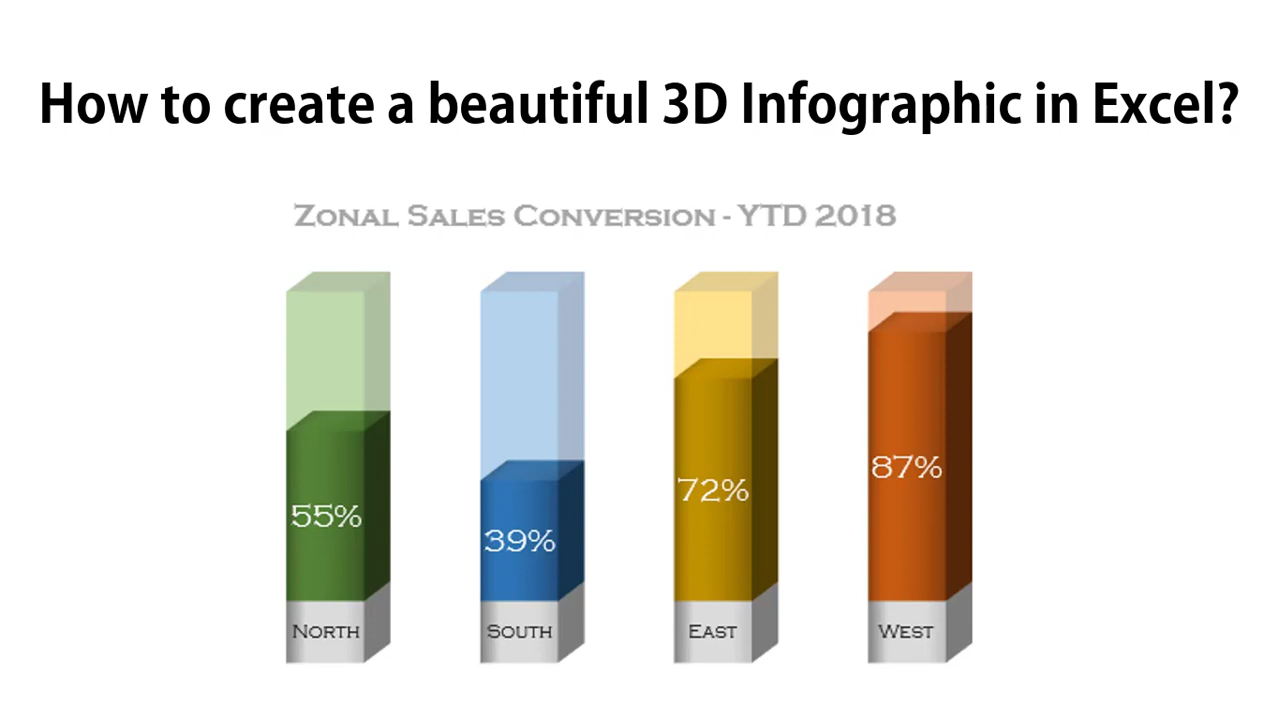 How to create a beautiful 3D Infographic in Excel?
Zonal Sales Conversion - YTD 2018
55%
39%
72%
87%
North
South
East
West